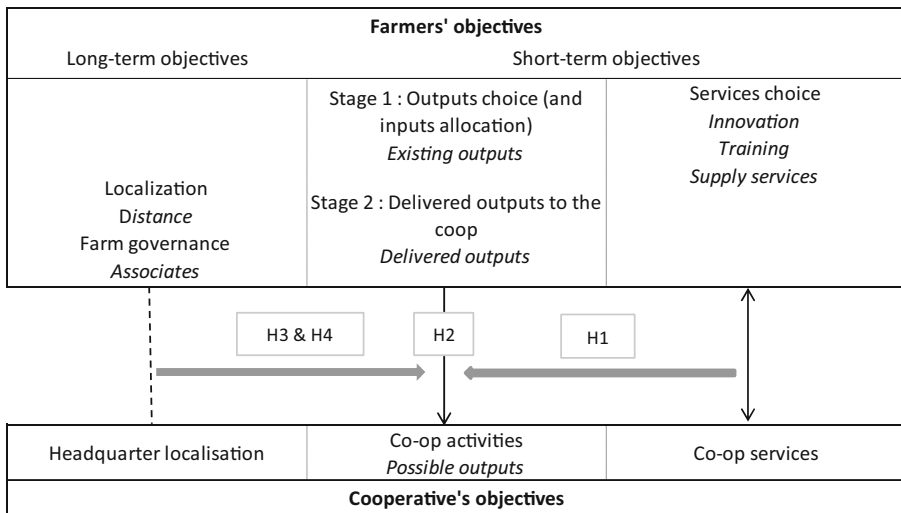 Farmers' objectives
Long-term objectives
Short-term objectives
Localization
Distance
Farm governance
Associates
Stage 1 : Outputs choice (and
inputs allocation)
Existing outputs
Stage 2 : Delivered outputs to the
coop
Delivered outputs
Services choice
Innovation
Training
Supply services
H3 & H4
H2
H1
Headquarter localisation
Co-op activities
Possible outputs
Co-op services
Cooperative's objectives